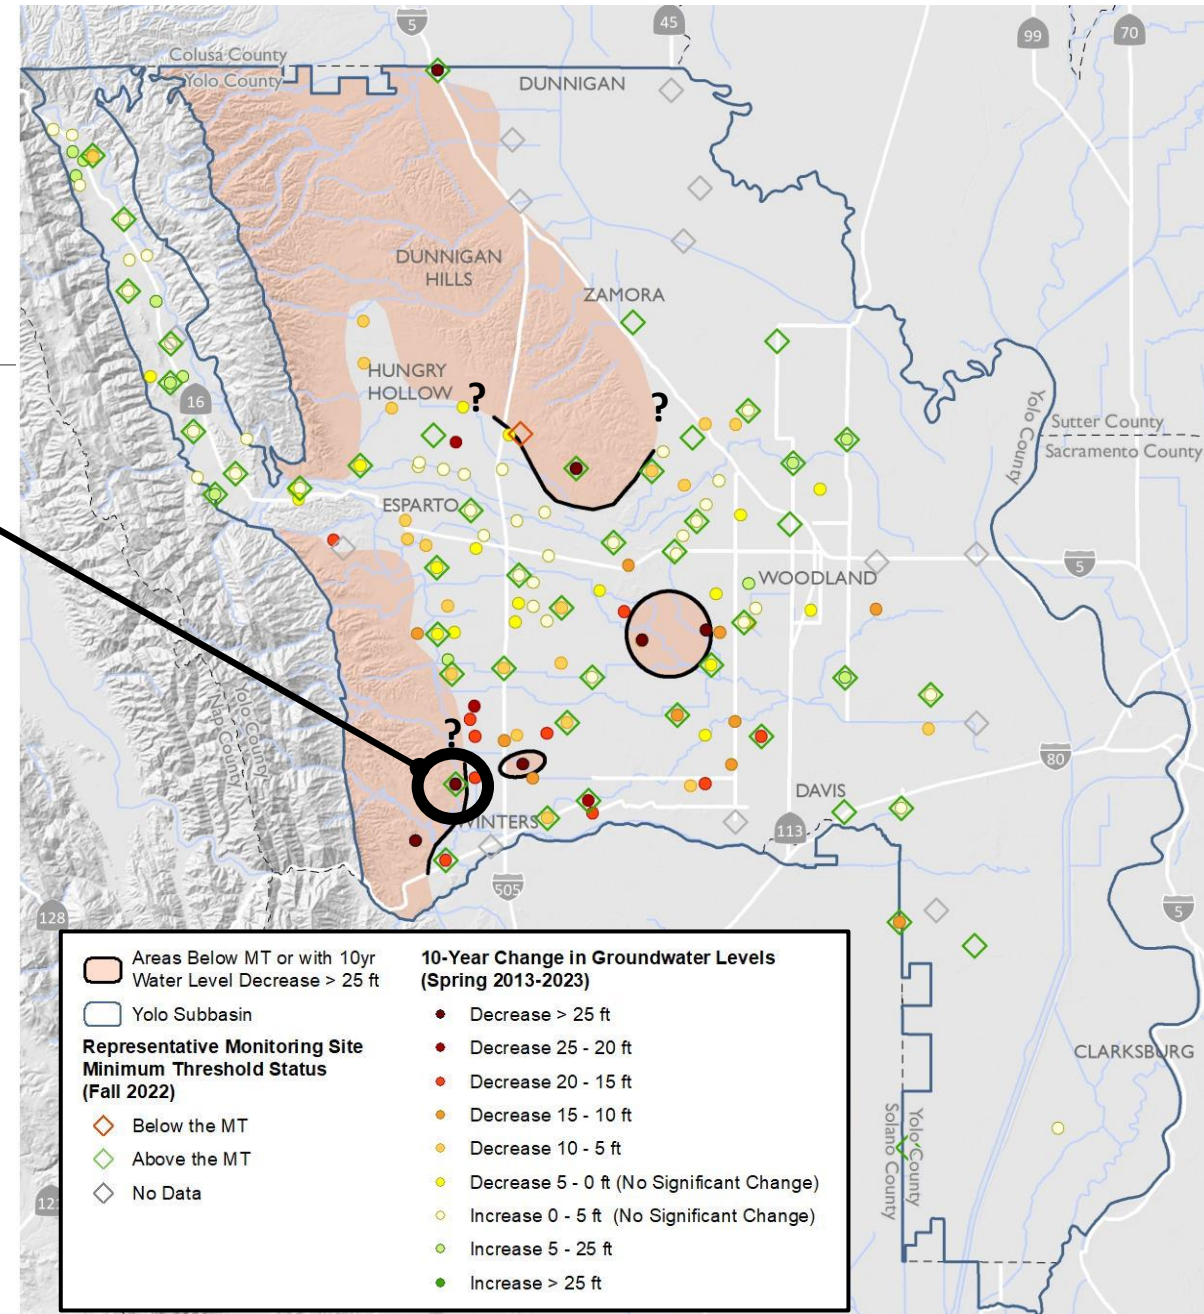 5
45
99
70
Colusa County
Yolo County
DUNNIGAN
DUNNIGAN
HILLS
ZAMORA
HUNGRY
HOLLOW
?
?
16
Yolo County
Sutter County
Sacramento County
ESPARTO
5
WOODLAND
Yolo County
Napa County
?
80
DAVIS
WINTERS
113
505
128
5
CLARKSBURG
Yolo County
Solano County
Areas Below MT or with 10yr
Water Level Decrease > 25 ft
Yolo Subbasin
Representative Monitoring Site
Minimum Threshold Status
(Fall 2022)
Below the MT
Above the MT
No Data
10-Year Change in Groundwater Levels
(Spring 2013-2023)
Decrease > 25 ft
Decrease 25 - 20 ft
Decrease 20 - 15 ft
Decrease 15 - 10 ft
Decrease 10 - 5 ft
Decrease 5 - 0 ft (No Significant Change)
Increase 0 - 5 ft (No Significant Change)
Increase 5 - 25 ft
Increase > 25 ft